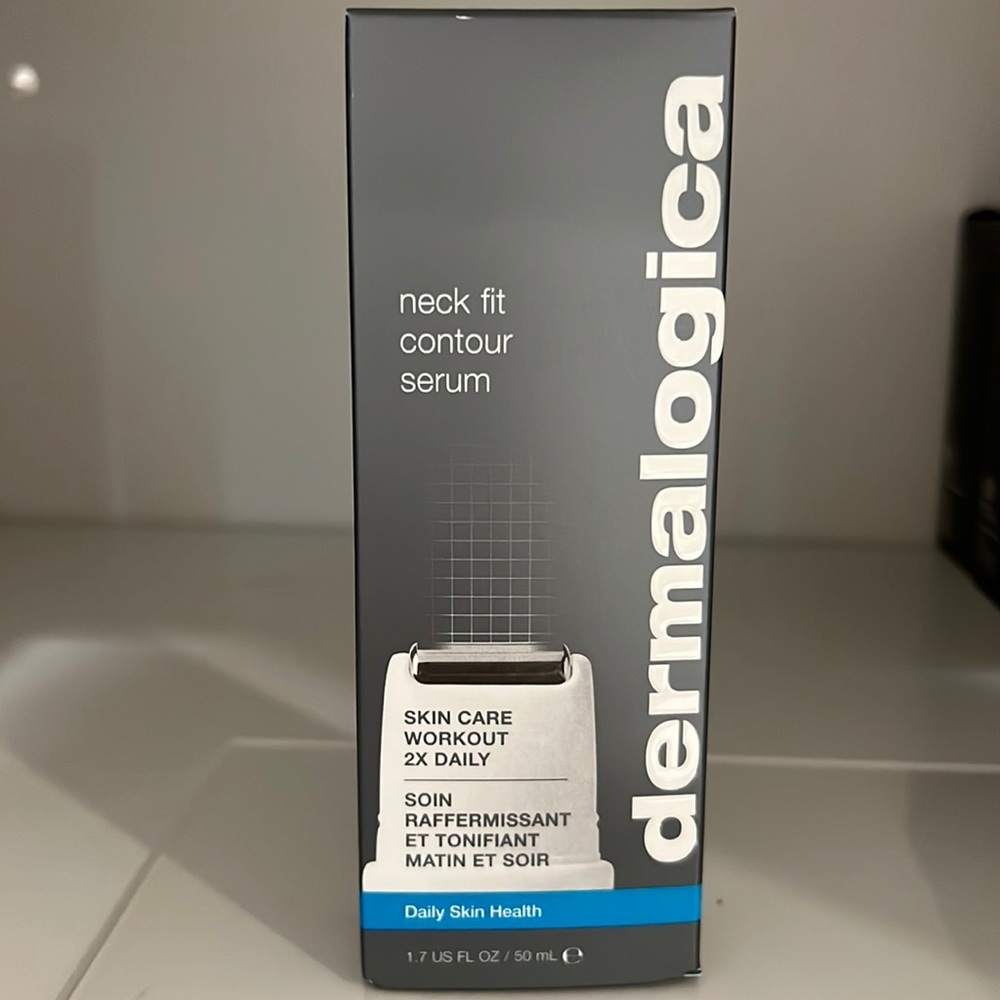 dermalogica
neck fit
contour
serum
SKIN CARE
WORKOUT
2X DAILY
SOIN
RAFFERMISSANT
ET TONIFIANT
MATIN ET SOIR
Daily Skin Health
1.7 US FL OZ / 50 mL ℮